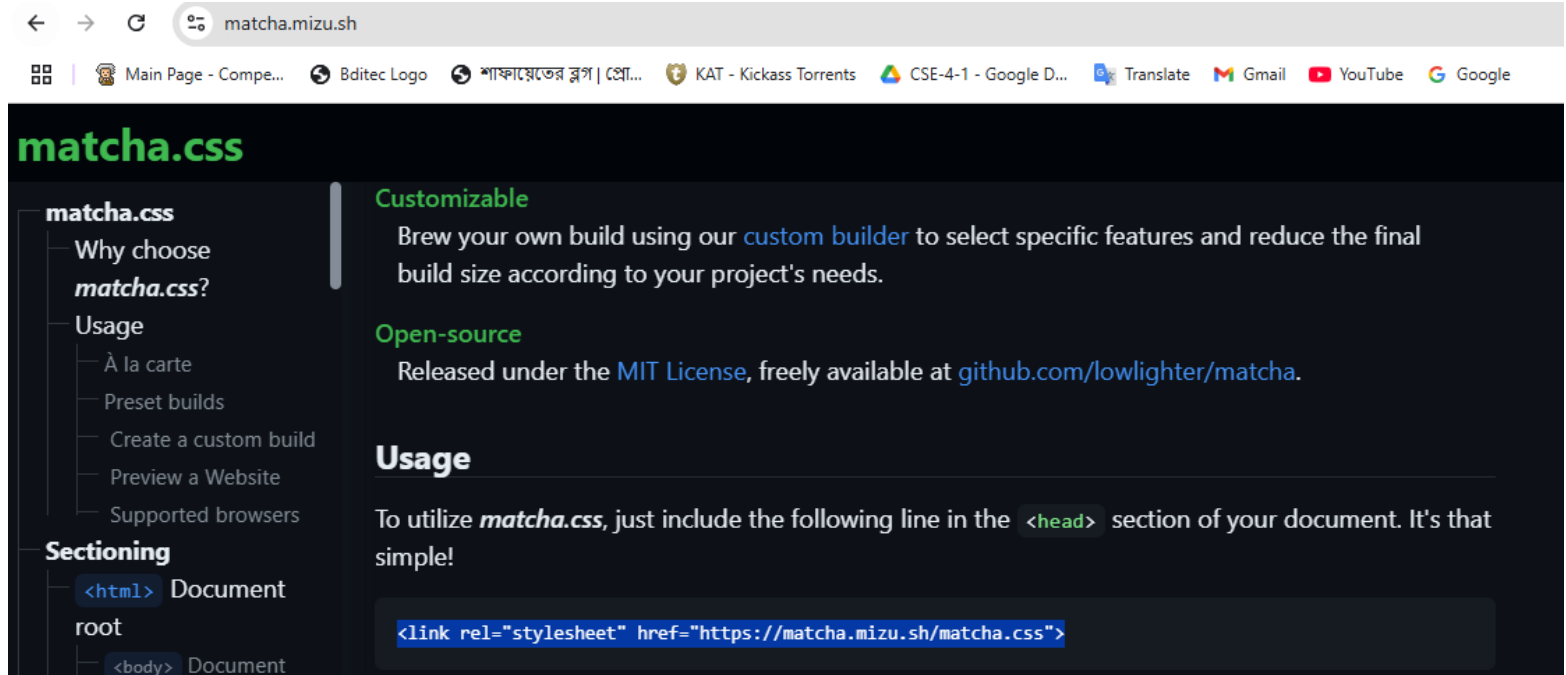 matcha.mizu.sh
Main Page - Compe... Bditec Logo শাফায়েতের ব্লগ | প্রো... KAT - Kickass Torrents CSE-4-1 - Google D... Translate Gmail YouTube Google
matcha.css
matcha.css
Why choose
matcha.css?
Usage
À la carte
Preset builds
Create a custom build
Preview a Website
Supported browsers
Sectioning
<html> Document
root
<body> Document
Customizable
Brew your own build using our custom builder to select specific features and reduce the final
build size according to your project's needs.
Open-source
Released under the MIT License, freely available at github.com/lowlighter/matcha.
Usage
To utilize matcha.css, just include the following line in the <head> section of your document. It's that
simple!
<link rel="stylesheet" href="https://matcha.mizu.sh/matcha.css">